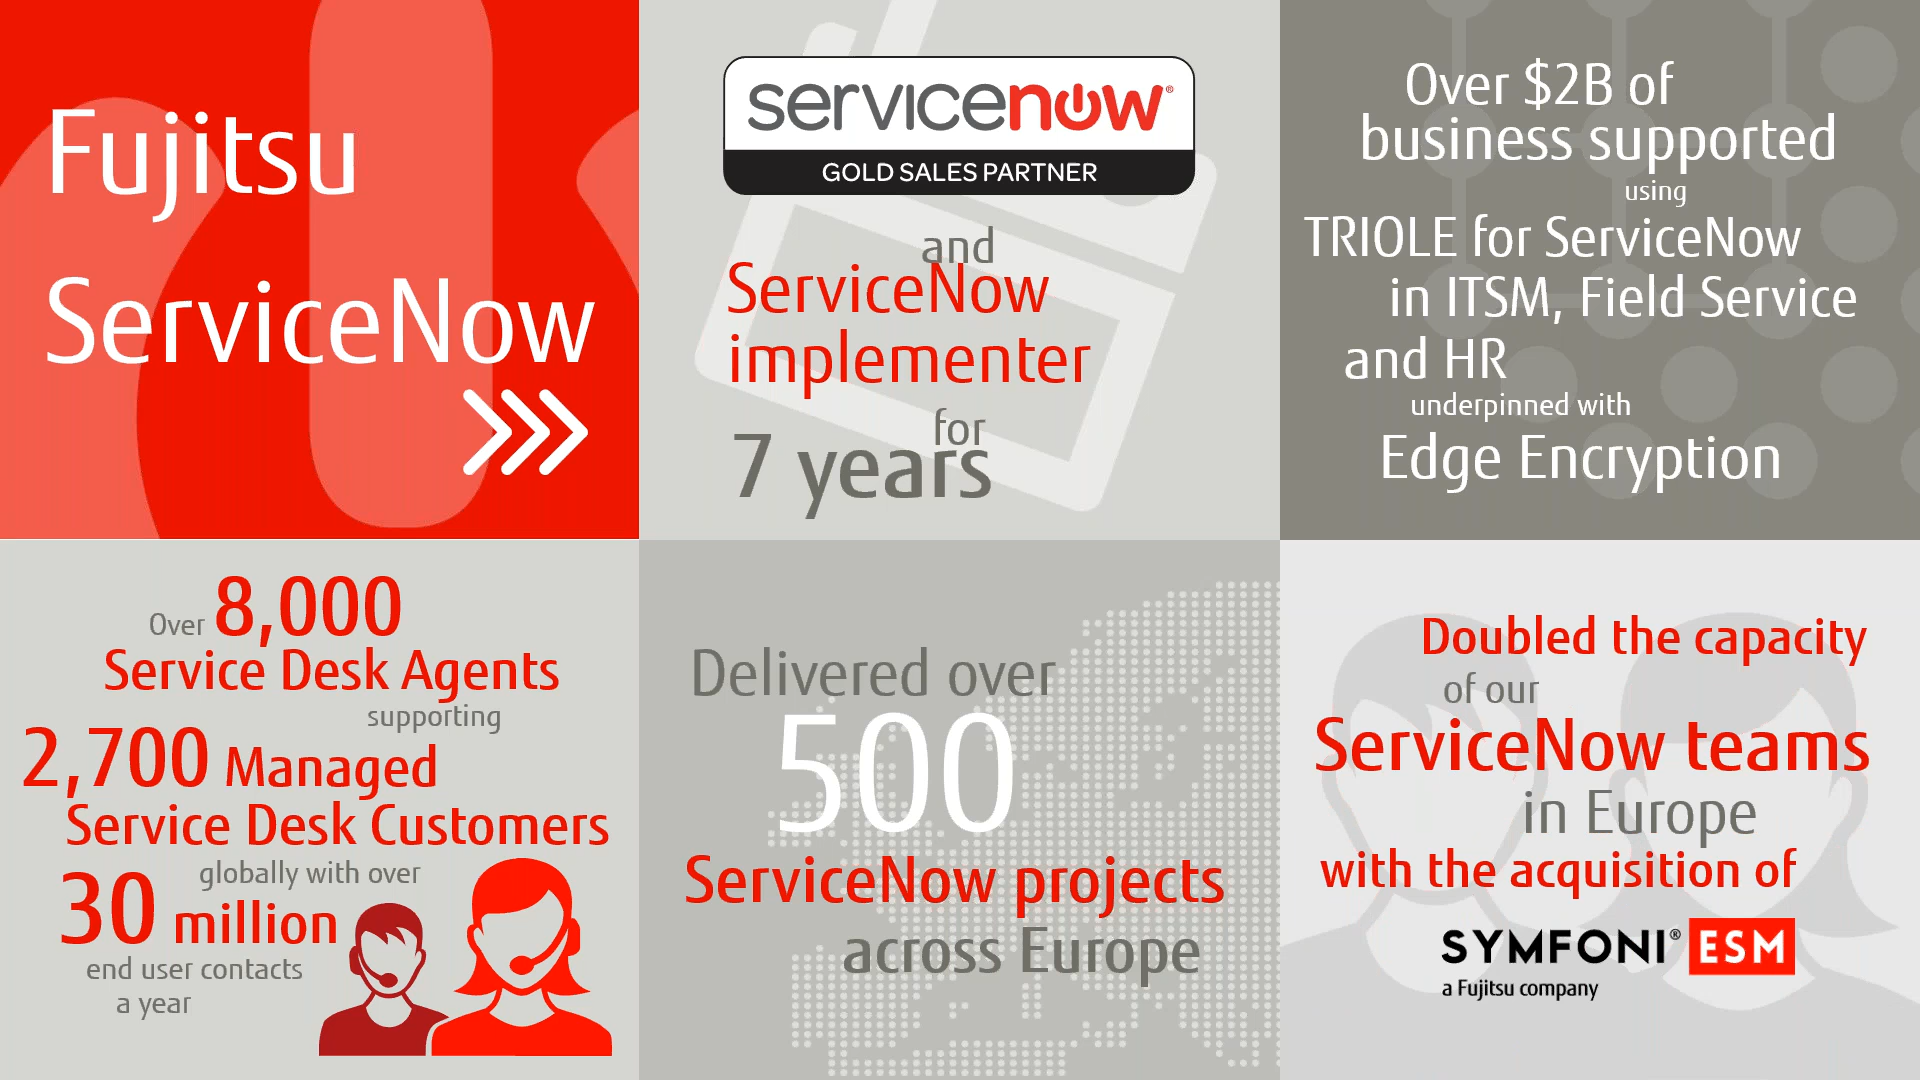 Fujitsu
ServiceNow
servicenow®
GOLD SALES PARTNER
and
ServiceNow
implementer
for
7 years
Over $2B of
business supported
using
TRIOLE for ServiceNow
in ITSM, Field Service
and HR
underpinned with
Edge Encryption
Over 8,000
Service Desk Agents
supporting
2,700 Managed
Service Desk Customers
globally with over
30 million
end user contacts
a year
Delivered over
500
ServiceNow projects
across Europe
Doubled the capacity
of our
ServiceNow teams
in Europe
with the acquisition of
SYMFONI® ESM
a Fujitsu company